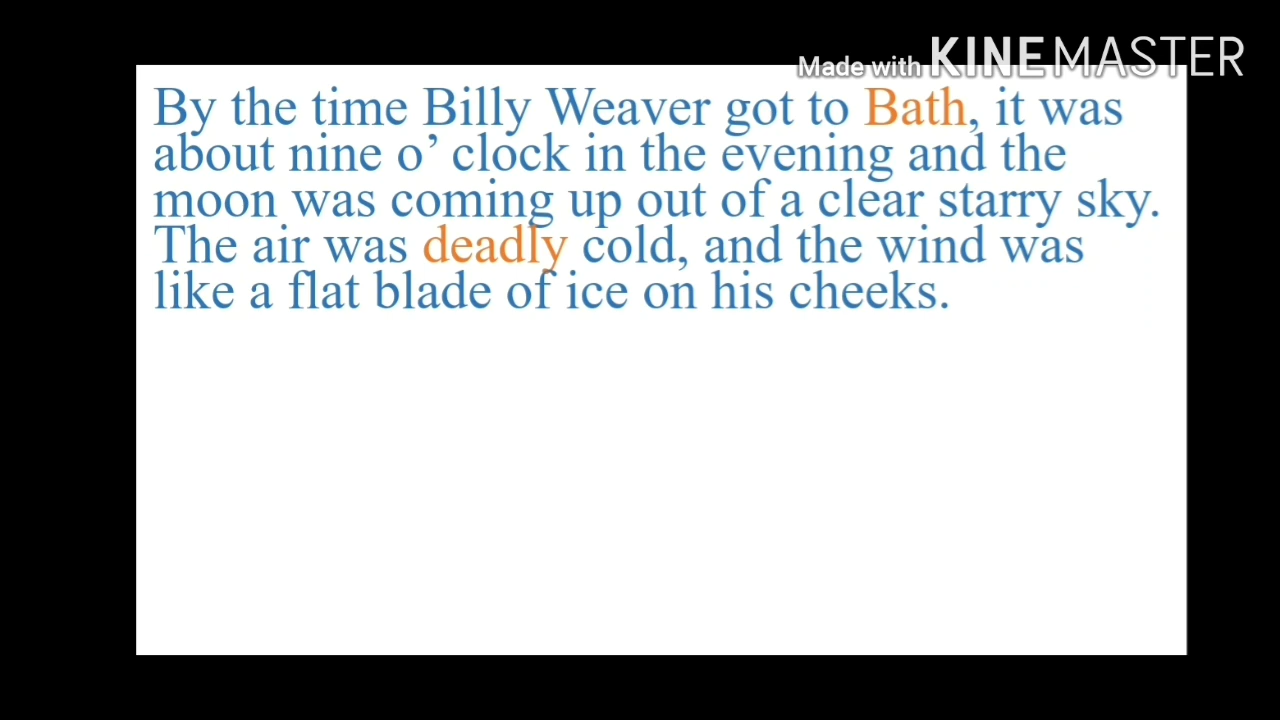 Made with KINEMASTER
By the time Billy Weaver got to Bath, it was
about nine o’ clock in the evening and the
moon was coming up out of a clear starry sky.
The air was deadly cold, and the wind was
like a flat blade of ice on his cheeks.